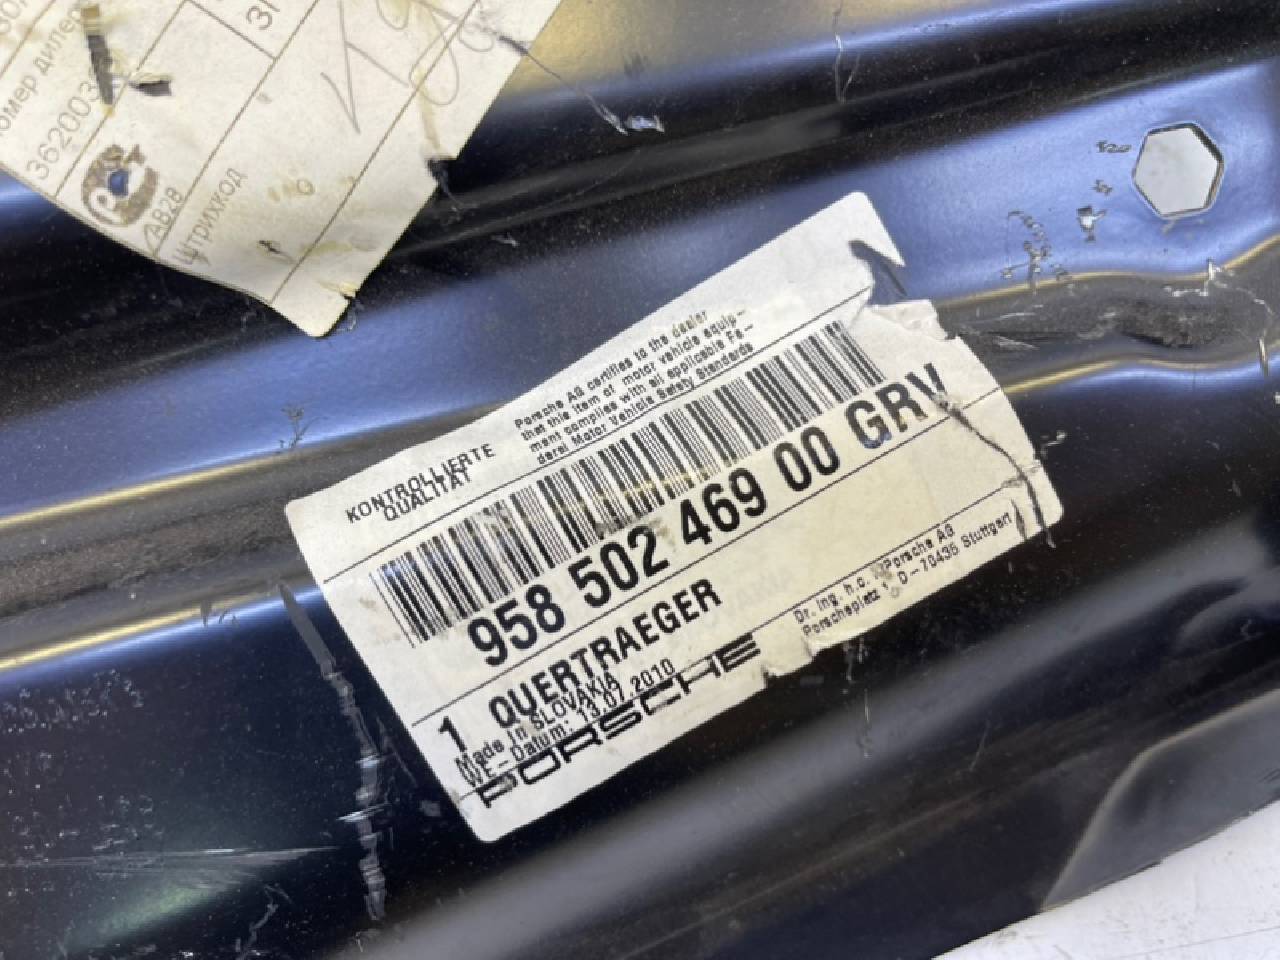 омер дилер
362003
АВ28
Штрихкод
KONTROLLIERTE
QUALITÄT
Porsche AG certifies to the dealer
that this item of motor vehicle equip-
ment complies with all applicable Fe-
deral Motor Vehicle Safety Standards
958 502 469 00 GRV
1 QUERTRAEGER
Made in SLOVAKIA
WE-Datum: 13.07.2010
PORSCHE
Dr. Ing. h.c. Porsche AG
Porscheplatz 1, D-70435 Stuttgart